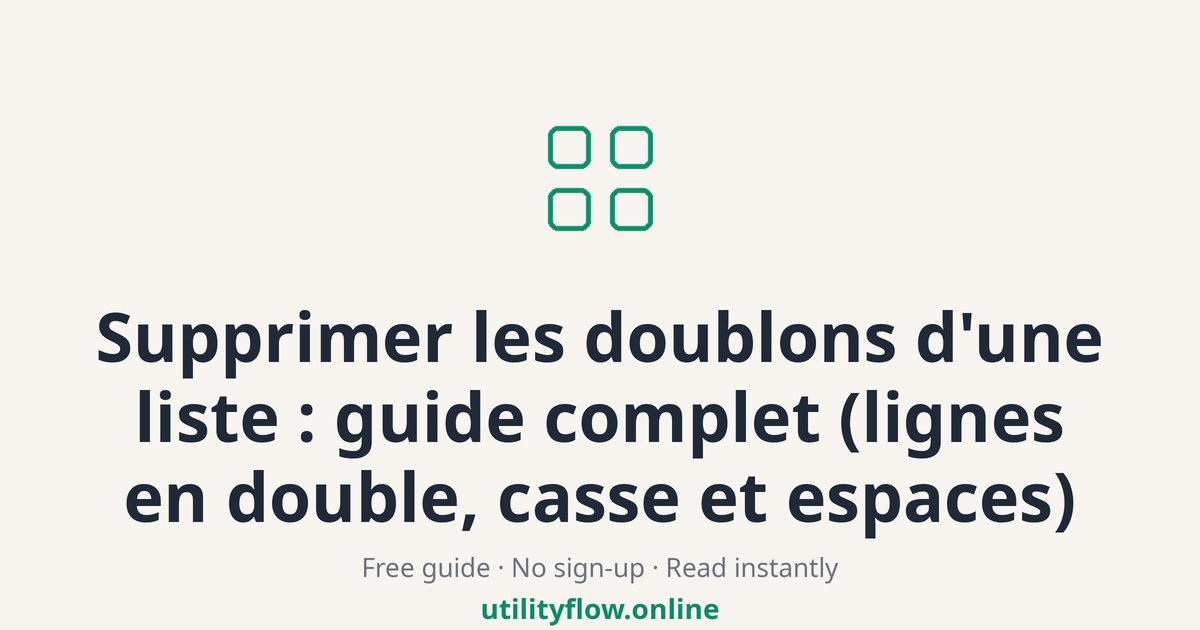 Supprimer les doublons d'une
liste : guide complet (lignes
en double, casse et espaces)
Free guide · No sign-up · Read instantly
utilityflow.online